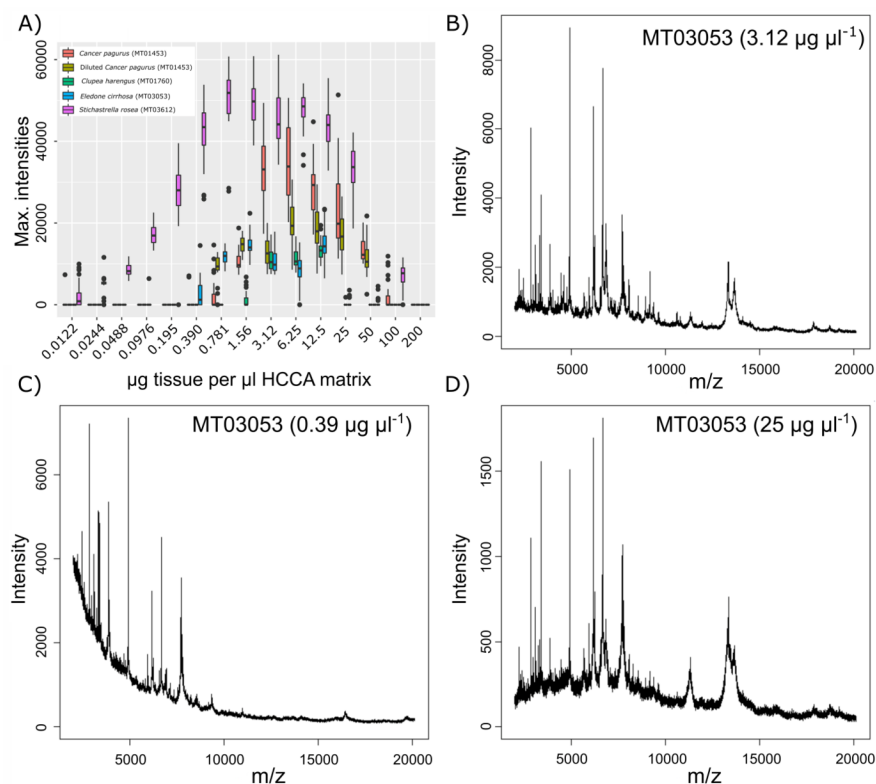 A)
Max. intensities
60000
40000
20000
0
Cancer pagurus (MT01453)
Diluted Cancer pagurus (MT01453)
Clupea harengus (MT01760)
Eledone cirrhosa (MT03053)
Stichastrella rosea (MT03612)
0.0122
0.0244
0.0488
0.0976
0.195
0.390
0.781
1.56
3.12
6.25
12.5
25
50
100
200
µg tissue per µl HCCA matrix
B)
MT03053 (3.12 µg µl⁻¹)
Intensity
8000
6000
4000
2000
0
5000 10000 15000 20000
m/z
C)
MT03053 (0.39 µg µl⁻¹)
Intensity
6000
4000
2000
0
5000 10000 15000 20000
m/z
D)
MT03053 (25 µg µl⁻¹)
Intensity
1500
1000
500
0
5000 10000 15000 20000
m/z